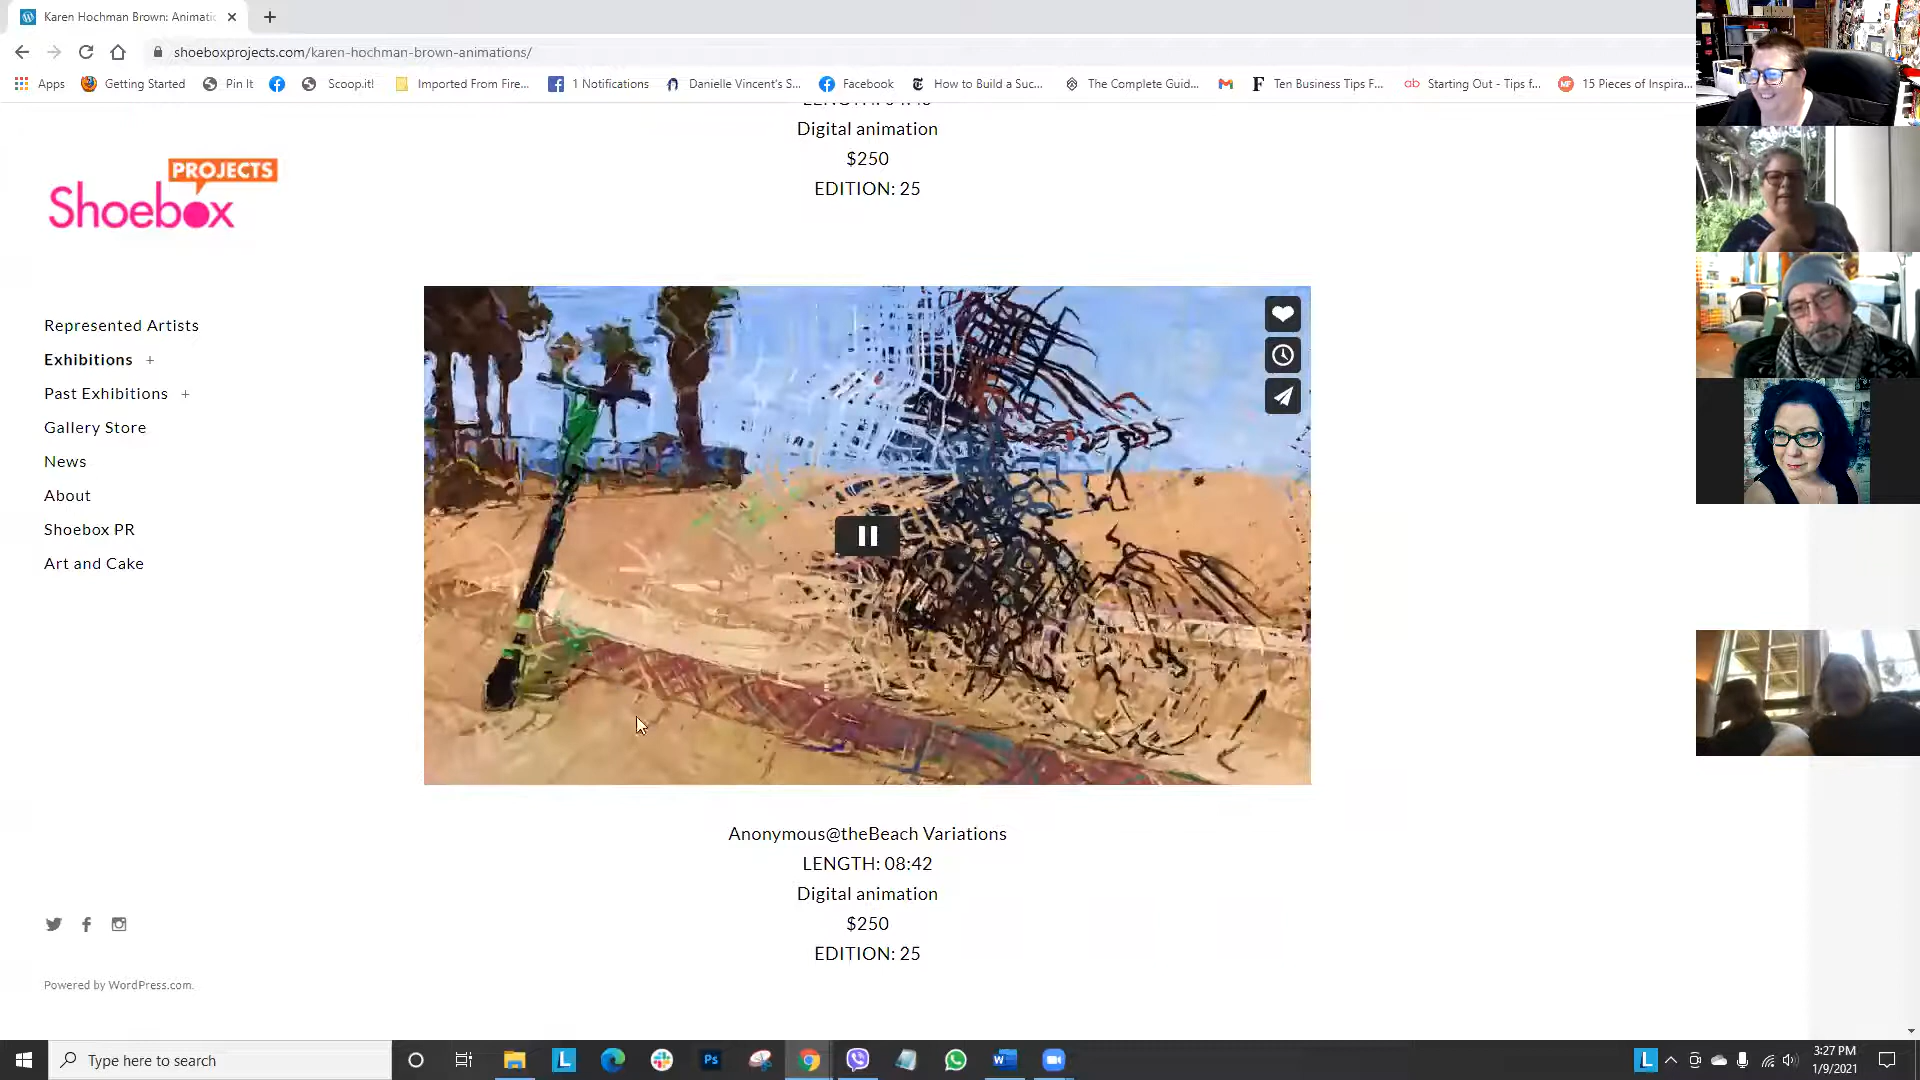 Karen Hochman Brown: Animatic
shoeboxprojects.com/karen-hochman-brown-animations/
Apps
Getting Started
Pin It
Scoop.it!
Imported From Fire...
1 Notifications
Danielle Vincent's S...
Facebook
How to Build a Suc...
The Complete Guid...
Ten Business Tips F...
ab Starting Out - Tips f...
15 Pieces of Inspira...
PROJECTS
Shoebox
Represented Artists
Exhibitions +
Past Exhibitions +
Gallery Store
News
About
Shoebox PR
Art and Cake
Powered by WordPress.com.
Digital animation
$250
EDITION: 25
Anonymous@theBeach Variations
LENGTH: 08:42
Digital animation
$250
EDITION: 25
Type here to search
L
Ps
L
3:27 PM
1/9/2021